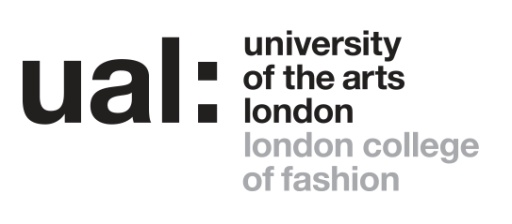 ual:
university
of the arts
london
london college
of fashion